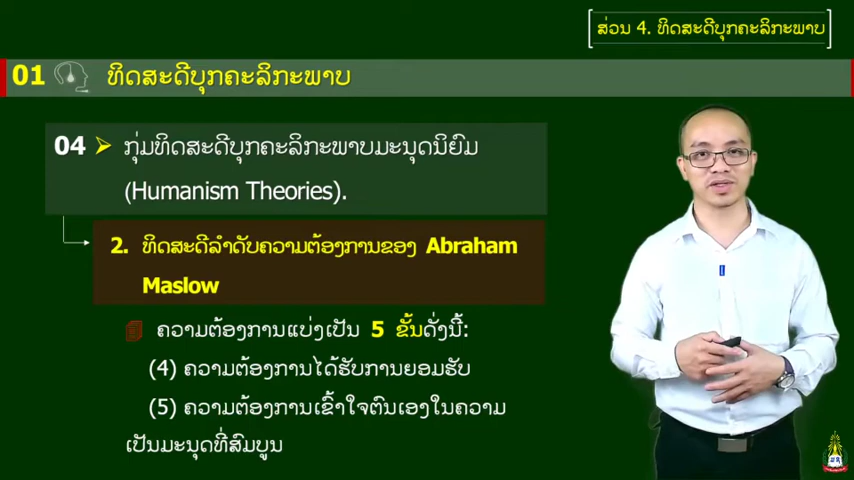 ສ່ວນ 4. ທິດສະດີບຸກຄະລິກະພາບ
01 ທິດສະດີບຸກຄະລິກະພາບ
04 ກຸ່ມທິດສະດີບຸກຄະລິກະພາບມະນຸດນິຍົມ
(Humanism Theories).
2. ທິດສະດີລຳດັບຄວາມຕ້ອງການຂອງ Abraham
Maslow
ຄວາມຕ້ອງການແບ່ງເປັນ 5 ຂັ້ນດັ່ງນີ້:
(4) ຄວາມຕ້ອງການໄດ້ຮັບການຍອມຮັບ
(5) ຄວາມຕ້ອງການເຂົ້າໃຈຕົນເອງໃນຄວາມ
ເປັນມະນຸດທີ່ສົມບູນ